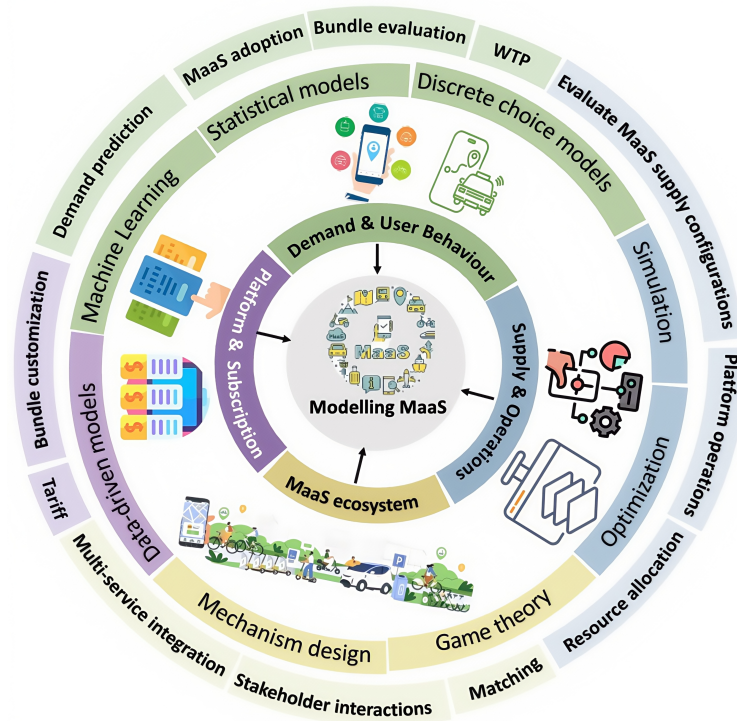 Bundle evaluation
WTP
Evaluate MaaS supply configurations
Platform operations
Resource allocation
Matching
Stakeholder interactions
Multi-service integration
Tariff
Bundle customization
Demand prediction
MaaS adoption
Statistical models
Discrete choice models
Simulation
Optimization
Game theory
Mechanism design
Data-driven models
Machine Learning
Demand & User Behaviour
Supply & Operations
MaaS ecosystem
Platform & Subscription
MaaS
MaaS
Modelling MaaS
$
$
$
P